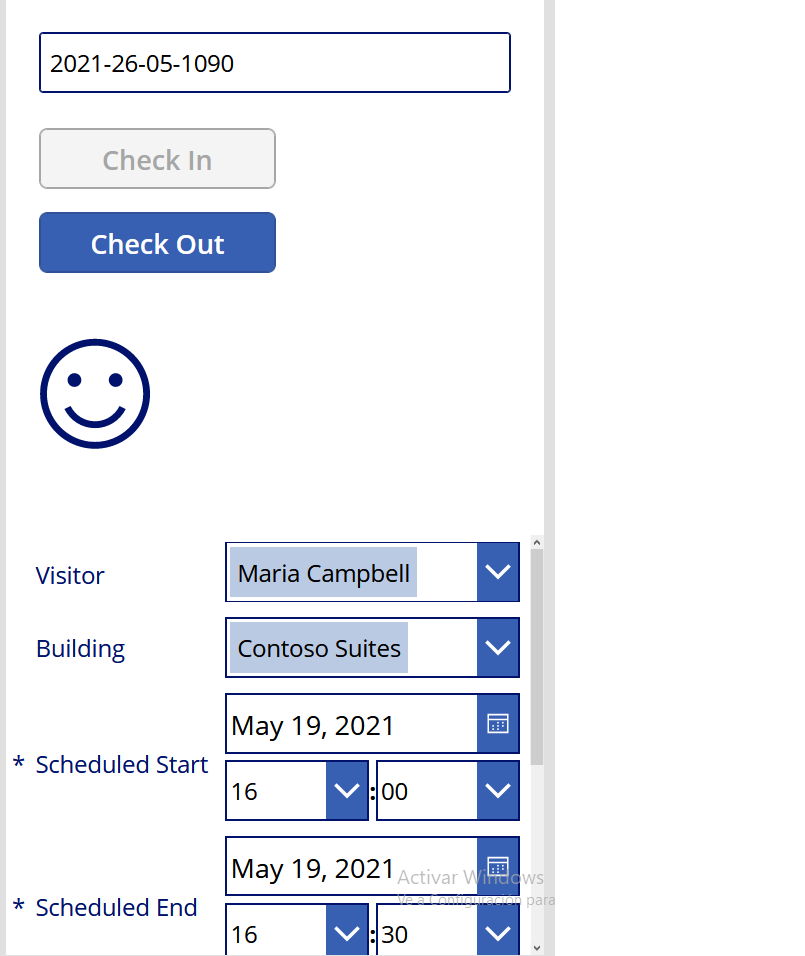 2021-26-05-1090
Check In
Check Out
Visitor
Maria Campbell
Building
Contoso Suites
May 19, 2021
* Scheduled Start
16 : 00
May 19, 2021
Activar Windows
Ve a Configuración para
* Scheduled End
16 : 30